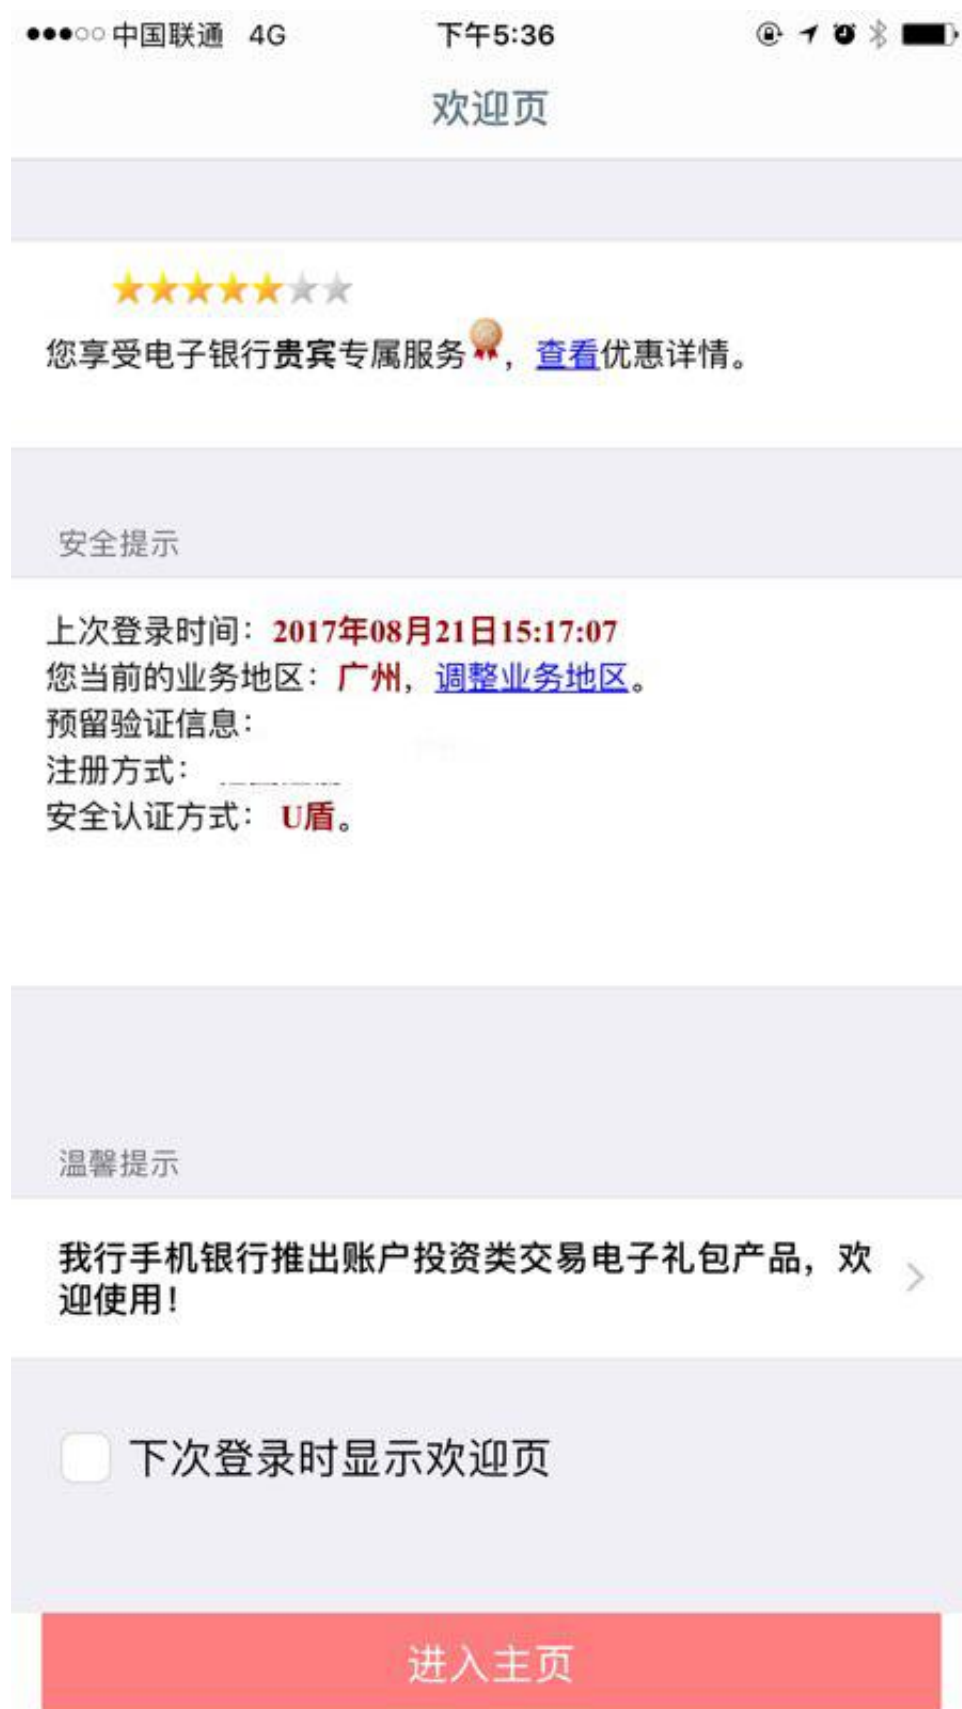 中国联通 4G 下午5:36
欢迎页
您享受电子银行贵宾专属服务，查看优惠详情。
安全提示
上次登录时间：2017年08月21日15:17:07
您当前的业务地区：广州，调整业务地区。
预留验证信息：
注册方式：
安全认证方式：U盾。
温馨提示
我行手机银行推出账户投资类交易电子礼包产品，欢
迎使用！
下次登录时显示欢迎页
进入主页